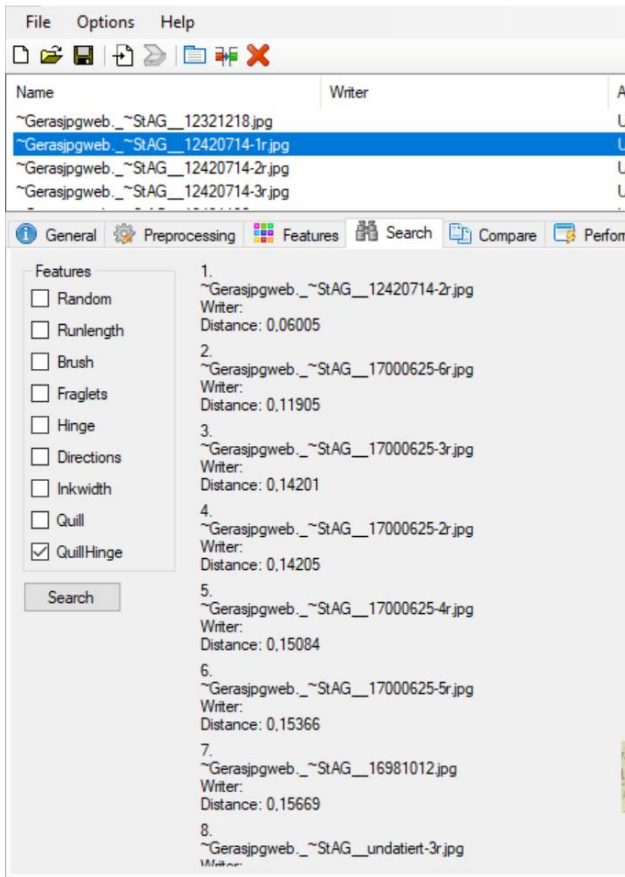 File Options Help
Name Writer A
~Gerasjpgweb._~StAG__12321218.jpg U
~Gerasjpgweb._~StAG__12420714-1r.jpg U
~Gerasjpgweb._~StAG__12420714-2r.jpg U
~Gerasjpgweb._~StAG__12420714-3r.jpg U
General Preprocessing Features Search Compare Perform
Features
Random
Runlength
Brush
Fraglets
Hinge
Directions
Inkwidth
Quill
QuillHinge
Search
1.
~Gerasjpgweb._~StAG__12420714-2r.jpg
Writer:
Distance: 0,06005
2.
~Gerasjpgweb._~StAG__17000625-6r.jpg
Writer:
Distance: 0,11905
3.
~Gerasjpgweb._~StAG__17000625-3r.jpg
Writer:
Distance: 0,14201
4.
~Gerasjpgweb._~StAG__17000625-2r.jpg
Writer:
Distance: 0,14205
5.
~Gerasjpgweb._~StAG__17000625-4r.jpg
Writer:
Distance: 0,15084
6.
~Gerasjpgweb._~StAG__17000625-5r.jpg
Writer:
Distance: 0,15366
7.
~Gerasjpgweb._~StAG__16981012.jpg
Writer:
Distance: 0,15669
8.
~Gerasjpgweb._~StAG__undatiert-3r.jpg
Writer: